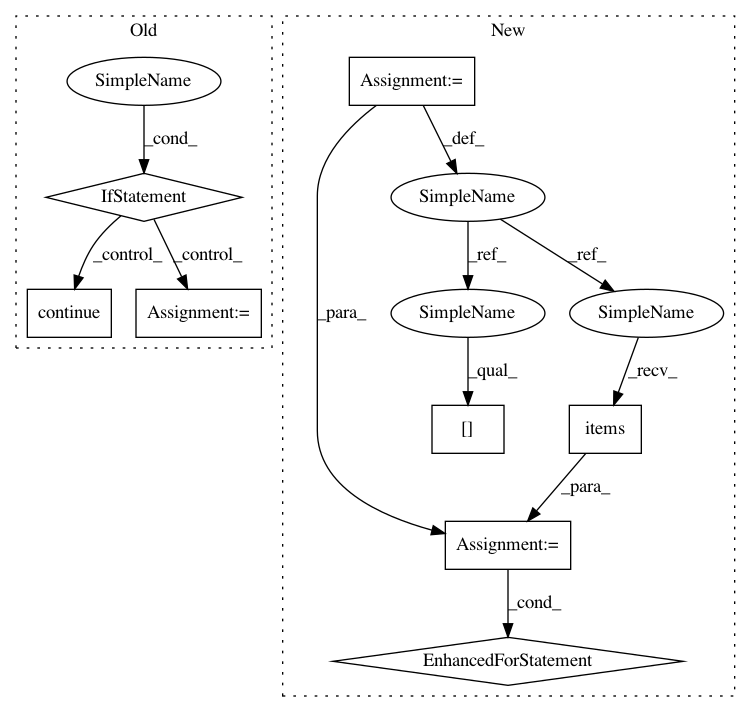 Old
SimpleName
_cond_
IfStatement
_control_
_control_
continue
Assignment:=
New
Assignment:=
_def_
SimpleName
_ref_
_ref_
_para_
SimpleName
SimpleName
_qual_
_recv_
[]
items
_para_
Assignment:=
_cond_
EnhancedForStatement